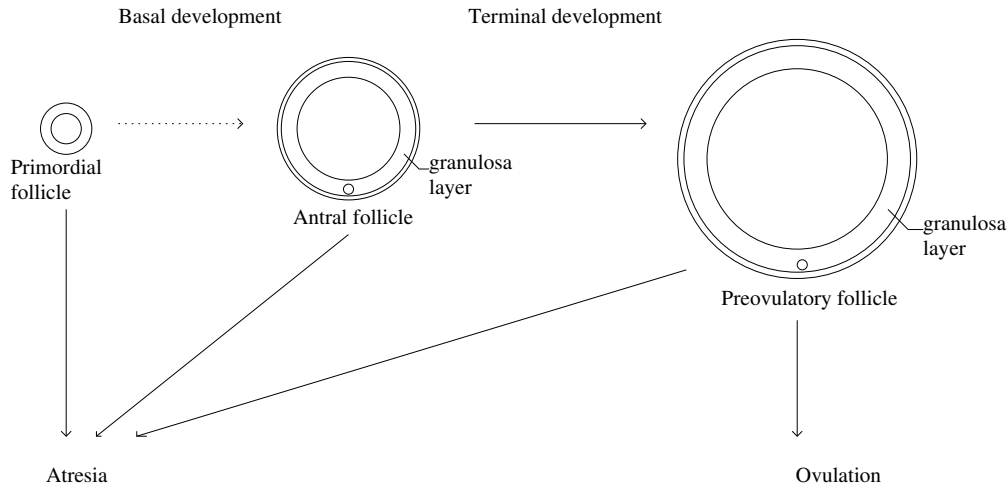 Basal development
Terminal development
Primordial
follicle
granulosa
layer
Antral follicle
granulosa
layer
Preovulatory follicle
Atresia
Ovulation